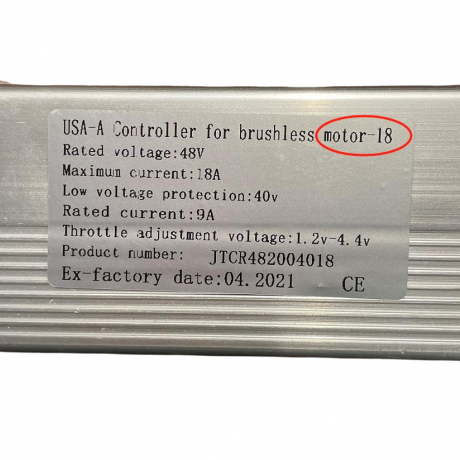 USA-A Controller for brushless motor-18
Rated voltage:48V
Maximum current:18A
Low voltage protection:40v
Rated current:9A
Throttle adjustment voltage:1.2v-4.4v
Product number: JTCR482004018
Ex-factory date:04.2021 CE